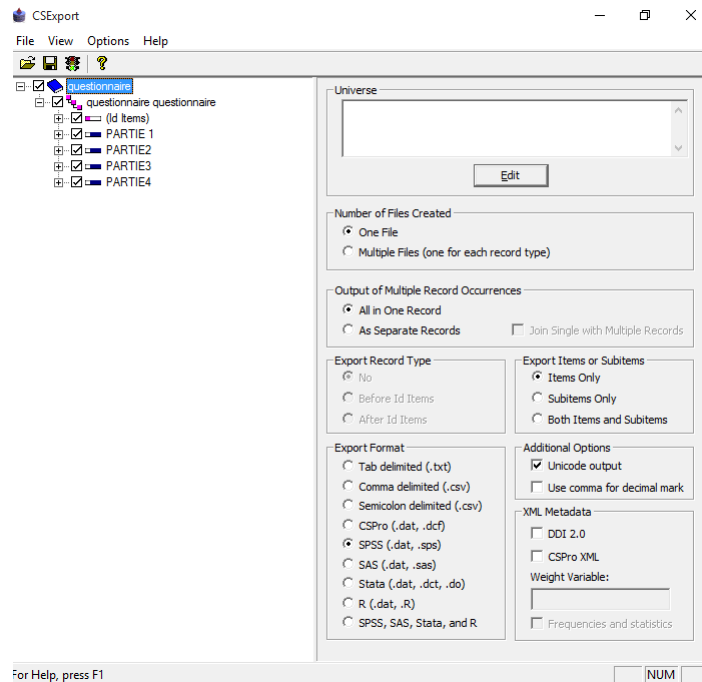 CSExport
File View Options Help
questionnaire
questionnaire questionnaire
(Id Items)
PARTIE 1
PARTIE2
PARTIE3
PARTIE4
Universe
Edit
Number of Files Created
One File
Multiple Files (one for each record type)
Output of Multiple Record Occurrences
All in One Record
As Separate Records
Join Single with Multiple Records
Export Record Type
No
Before Id Items
After Id Items
Export Items or Subitems
Items Only
Subitems Only
Both Items and Subitems
Export Format
Tab delimited (.txt)
Comma delimited (.csv)
Semicolon delimited (.csv)
CSPro (.dat, .dcf)
SPSS (.dat, .sps)
SAS (.dat, .sas)
Stata (.dat, .dct, .do)
R (.dat, .R)
SPSS, SAS, Stata, and R
Additional Options
Unicode output
Use comma for decimal mark
XML Metadata
DDI 2.0
CSPro XML
Weight Variable:
Frequencies and statistics
For Help, press F1
NUM